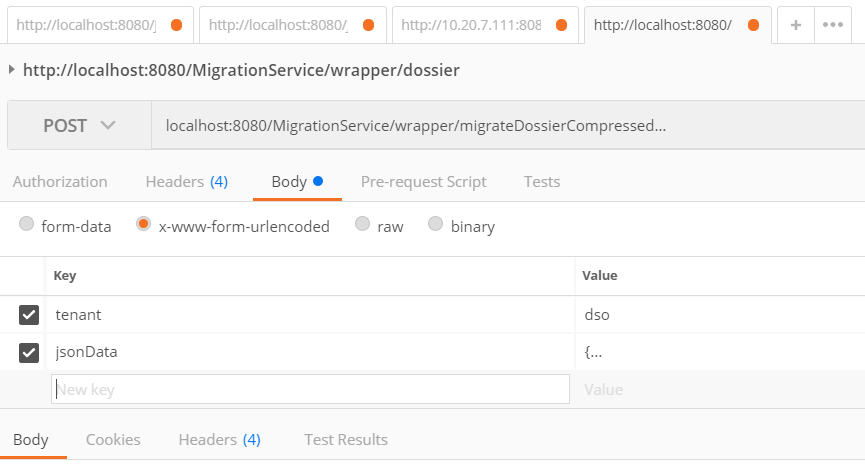 http://localhost:8080/J http://localhost:8080/J http://10.20.7.111:808 http://localhost:8080/ + •••
http://localhost:8080/MigrationService/wrapper/dossier
POST localhost:8080/MigrationService/wrapper/migrateDossierCompressed...
Authorization Headers (4) Body Pre-request Script Tests
form-data x-www-form-urlencoded raw binary
Key Value
tenant dso
jsonData {...
New key Value
Body Cookies Headers (4) Test Results